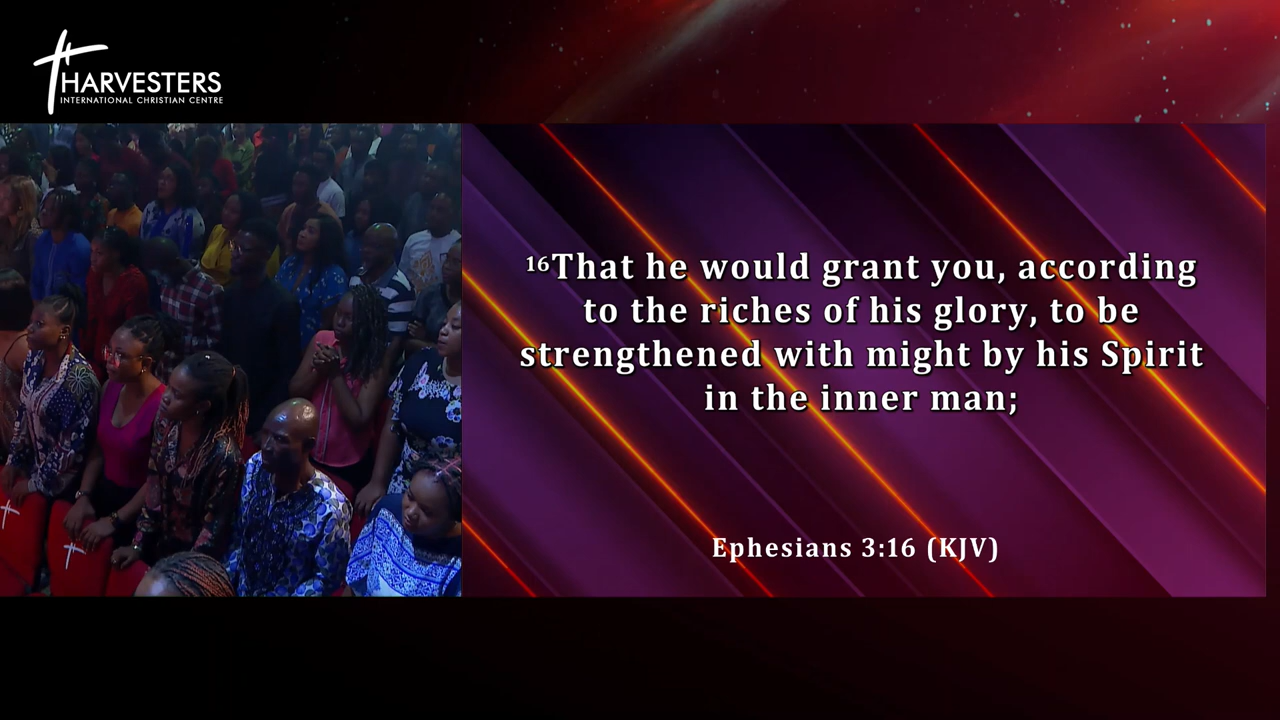 HARVESTERS
INTERNATIONAL CHRISTIAN CENTRE
16That he would grant you, according
to the riches of his glory, to be
strengthened with might by his Spirit
in the inner man;
Ephesians 3:16 (KJV)